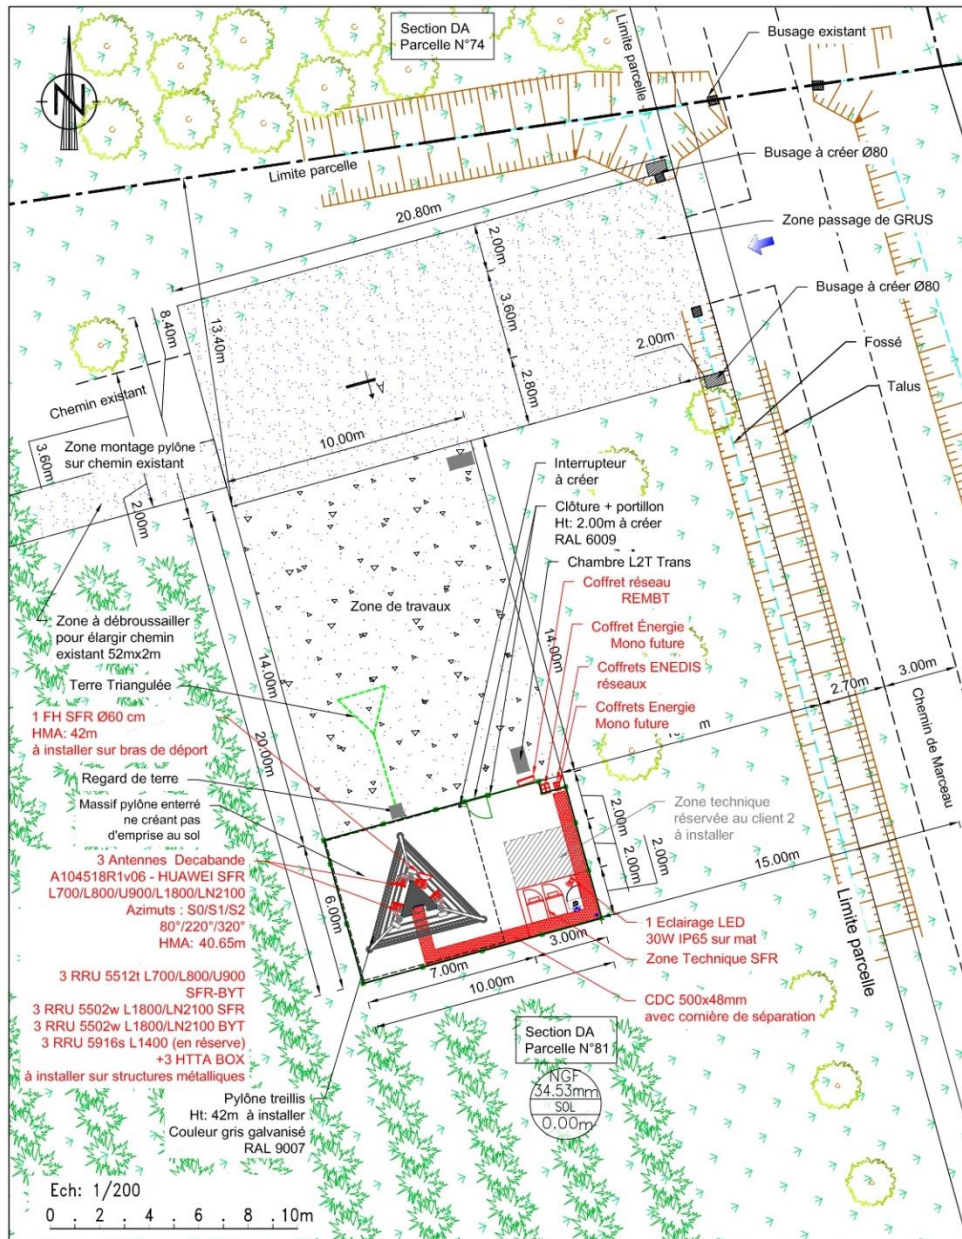 Section DA
Parcelle N°74
Limite parcelle
Busage existant
N
Limite parcelle
Busage à créer Ø80
20.80m
2.00m
Zone passage de GRUS
8.40m
13.40m
3.60m
Busage à créer Ø80
2.00m
Fossé
2.80m
A
Talus
Chemin existant
10.00m
Zone montage pylône
sur chemin existant
3.60m
2.00m
Interrupteur
à créer
Clôture + portillon
Ht: 2.00m à créer
RAL 6009
Chambre L2T Trans
Coffret réseau
REMBT
Zone de travaux
Zone à débroussailler
pour élargir chemin
existant 52mx2m
Coffret Énergie
Mono future
14.00m
14.00m
Coffrets ENEDIS
réseaux
3.00m
2.70m
Terre Triangulée
Coffrets Energie
Mono future
1 FH SFR Ø60 cm
HMA: 42m
à installer sur bras de déport
m
Chemin de Marceau
20.00m
Regard de terre
Massif pylône enterré
ne créant pas
d'emprise au sol
Zone technique
réservée au client 2
à installer
2.00m
2.00m
2.00m
3 Antennes Decabande
A104518R1v06 - HUAWEI SFR
L700/L800/U900/L1800/LN2100
Azimuts : S0/S1/S2
80°/220°/320°
HMA: 40.65m
15.00m
6.00m
Limite parcelle
1 Eclairage LED
30W IP65 sur mat
Zone Technique SFR
3.00m
7.00m
10.00m
3 RRU 5512t L700/L800/U900
SFR-BYT
3 RRU 5502w L1800/LN2100 SFR
3 RRU 5502w L1800/LN2100 BYT
3 RRU 5916s L1400 (en réserve)
+3 HTTA BOX
à installer sur structures métalliques
CDC 500x48mm
avec cornière de séparation
Section DA
Parcelle N°81
NGF
34.53mm
SOL
0.00m
Pylône treillis
Ht: 42m à installer
Couleur gris galvanisé
RAL 9007
Ech: 1/200
0 2 4 6 8 10m